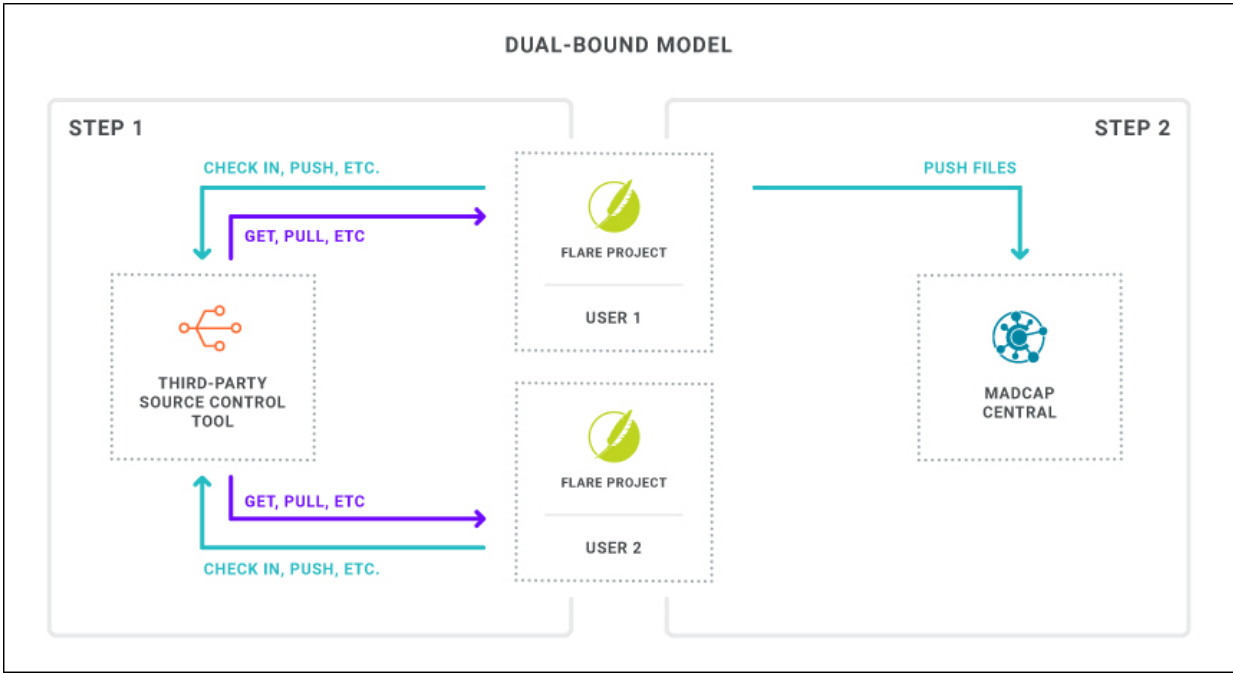 DUAL-BOUND MODEL
STEP 1
STEP 2
CHECK IN, PUSH, ETC.
GET, PULL, ETC
FLARE PROJECT
USER 1
PUSH FILES
THIRD-PARTY
SOURCE CONTROL
TOOL
MADCAP
CENTRAL
GET, PULL, ETC
CHECK IN, PUSH, ETC.
FLARE PROJECT
USER 2